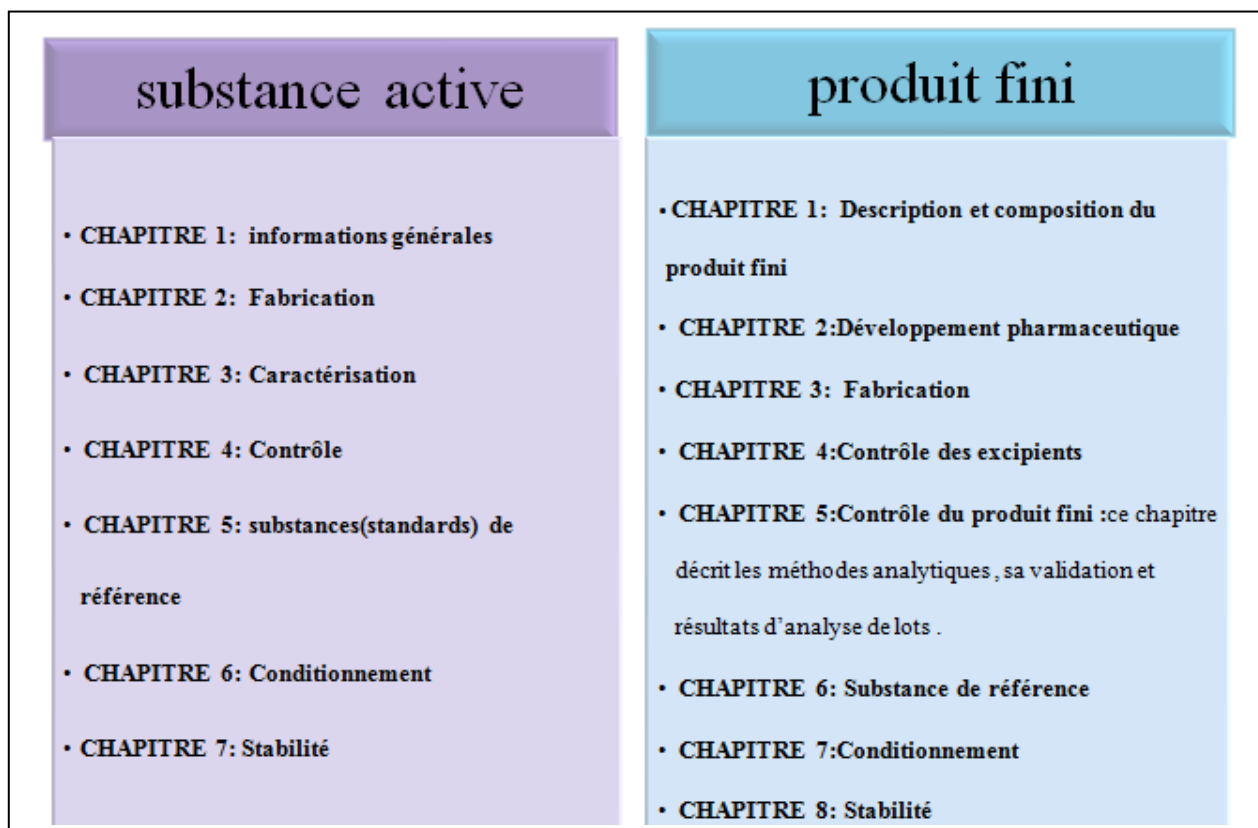 substance active
• CHAPITRE 1: informations générales
• CHAPITRE 2: Fabrication
• CHAPITRE 3: Caractérisation
• CHAPITRE 4: Contrôle
• CHAPITRE 5: substances(standards) de
référence
• CHAPITRE 6: Conditionnement
• CHAPITRE 7: Stabilité
produit fini
• CHAPITRE 1: Description et composition du
produit fini
• CHAPITRE 2:Développement pharmaceutique
• CHAPITRE 3: Fabrication
• CHAPITRE 4:Contrôle des excipients
• CHAPITRE 5:Contrôle du produit fini :ce chapitre
décrit les méthodes analytiques , sa validation et
résultats d’analyse de lots .
• CHAPITRE 6: Substance de référence
• CHAPITRE 7:Conditionnement
• CHAPITRE 8: Stabilité